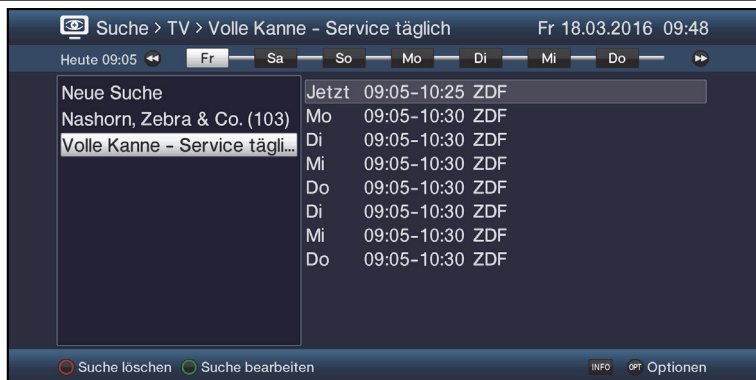 Suche > TV > Volle Kanne - Service täglich Fr 18.03.2016 09:48
Heute 09:05 Fr Sa So Mo Di Mi Do
Neue Suche
Nashorn, Zebra & Co. (103)
Volle Kanne - Service tägli...
Jetzt 09:05-10:25 ZDF
Mo 09:05-10:30 ZDF
Di 09:05-10:30 ZDF
Mi 09:05-10:30 ZDF
Do 09:05-10:30 ZDF
Di 09:05-10:30 ZDF
Mi 09:05-10:30 ZDF
Do 09:05-10:30 ZDF
Suche löschen Suche bearbeiten INFO OPT Optionen